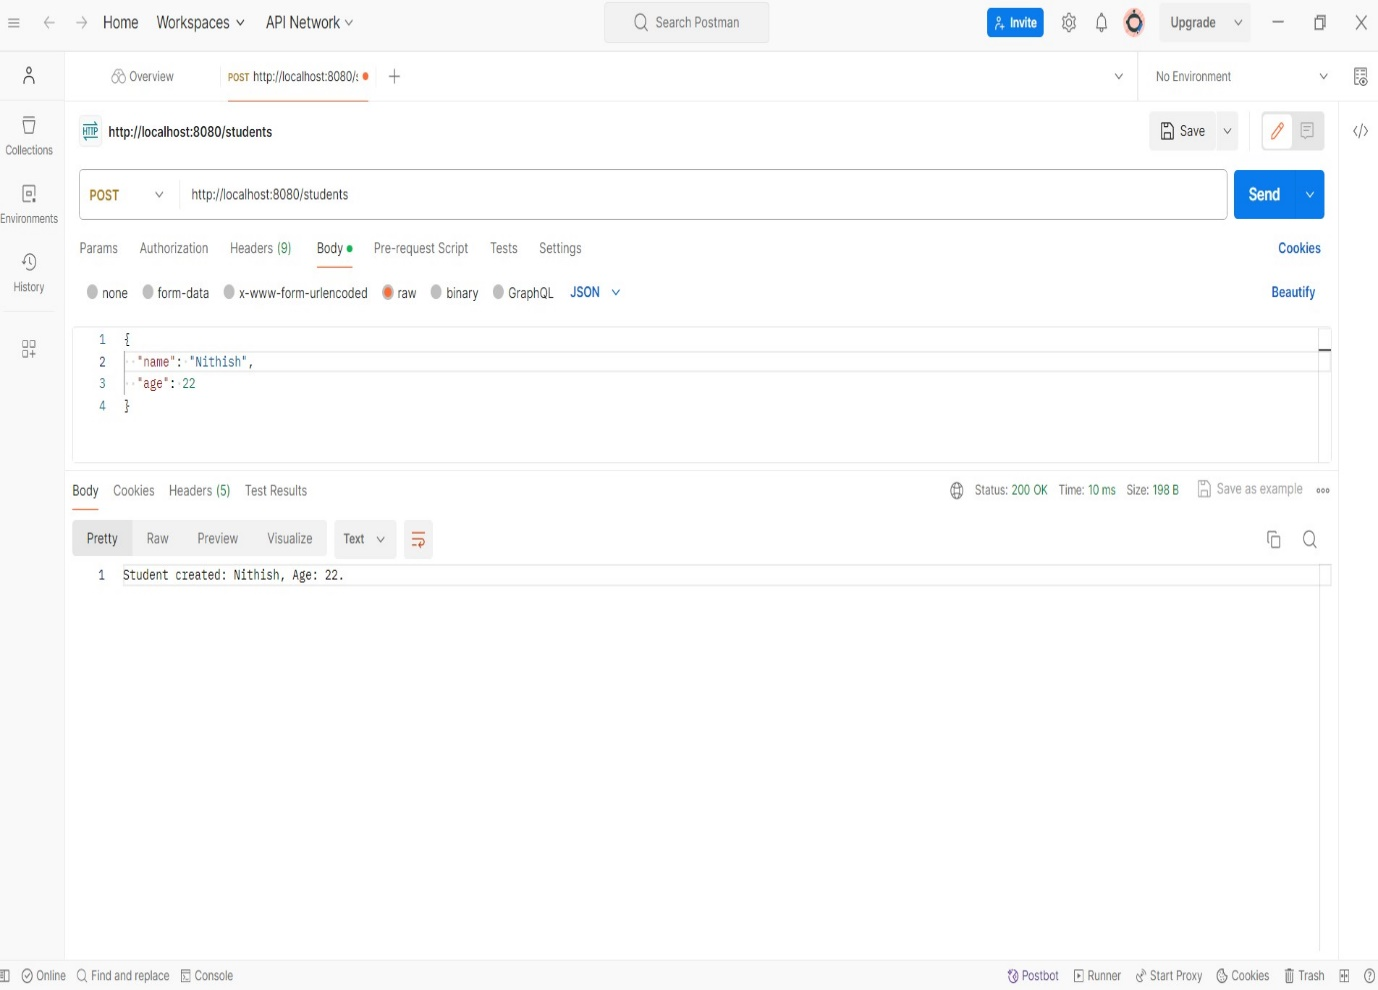 Home Workspaces API Network Search Postman Invite Upgrade
Overview POST http://localhost:8080/s No Environment
HTTP http://localhost:8080/students Save
Collections
POST http://localhost:8080/students Send
Environments
Params Authorization Headers (9) Body Pre-request Script Tests Settings Cookies
History
none form-data x-www-form-urlencoded raw binary GraphQL JSON Beautify
1 {
2 "name": "Nithish",
3 "age": 22
4 }
Body Cookies Headers (5) Test Results Status: 200 OK Time: 10 ms Size: 198 B Save as example
Pretty Raw Preview Visualize Text
1 Student created: Nithish, Age: 22.
Online Find and replace Console Postbot Runner Start Proxy Cookies Trash